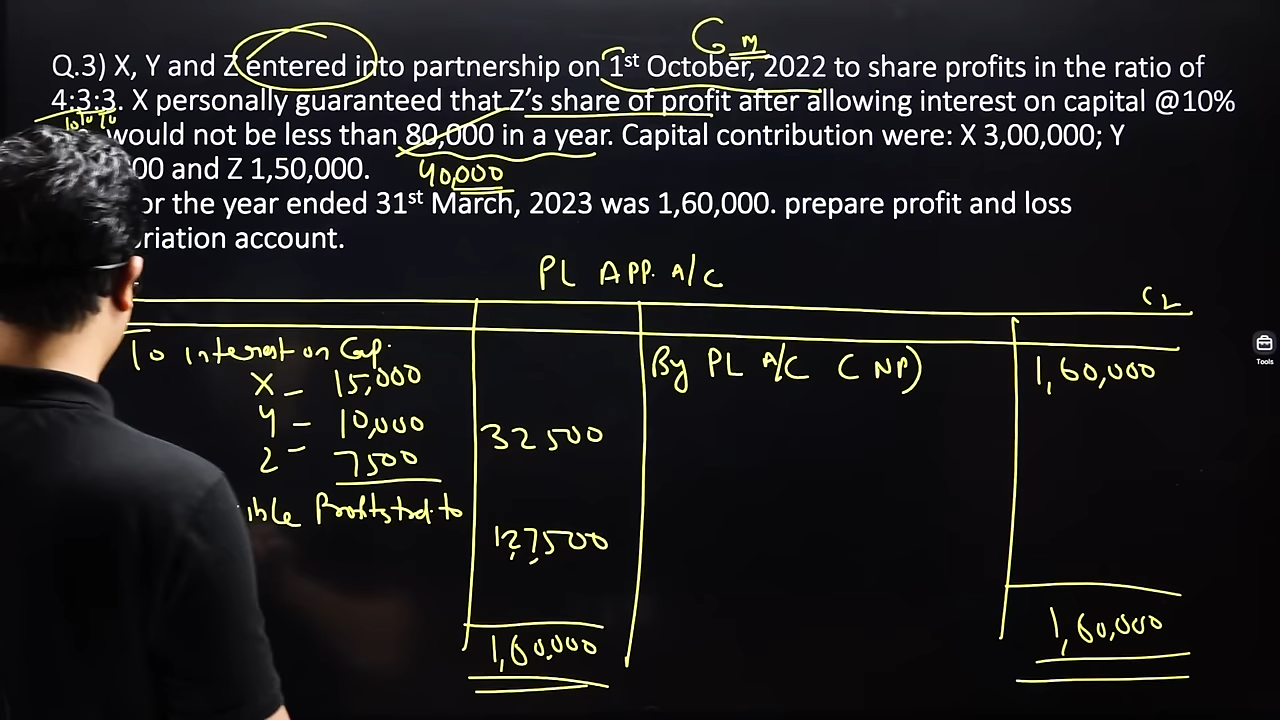 Q.3) X, Y and Z entered into partnership on 1st October, 2022 to share profits in the ratio of
4:3:3. X personally guaranteed that Z's share of profit after allowing interest on capital @10%
would not be less than 80,000 in a year. Capital contribution were: X 3,00,000; Y
00 and Z 1,50,000.
40,000
or the year ended 31st March, 2023 was 1,60,000. prepare profit and loss
riation account.
PL APP. A/C
To Interest on Cap. By PL A/C (NP) 1,60,000
X - 15,000
Y - 10,000 32500
Z - 7500
ible Profits trd. to
127500
1,60,000 1,60,000
Tools